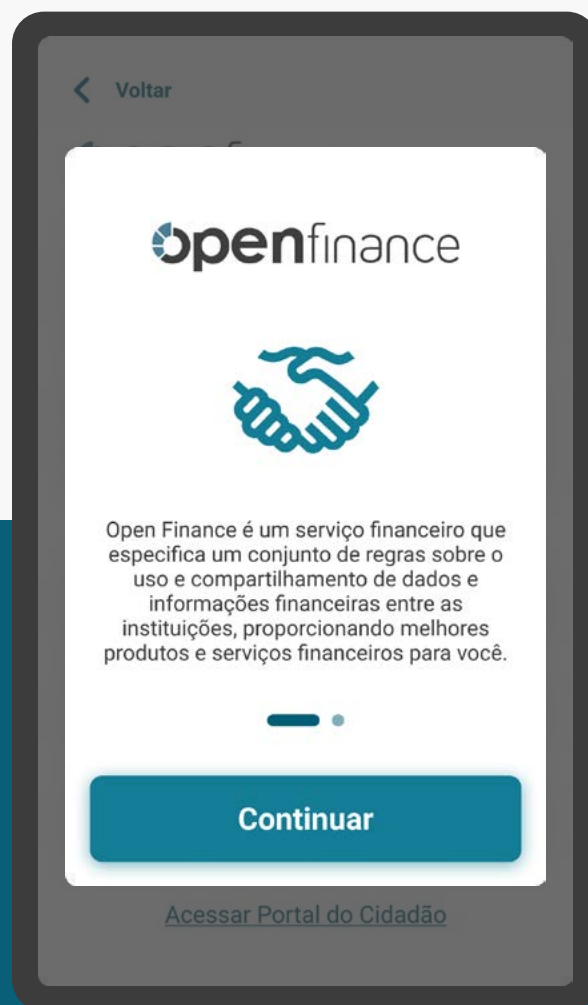 Voltar
openfinance
Open Finance é um serviço financeiro que
especifica um conjunto de regras sobre o
uso e compartilhamento de dados e
informações financeiras entre as
instituições, proporcionando melhores
produtos e serviços financeiros para você.
Continuar
Acessar Portal do Cidadão